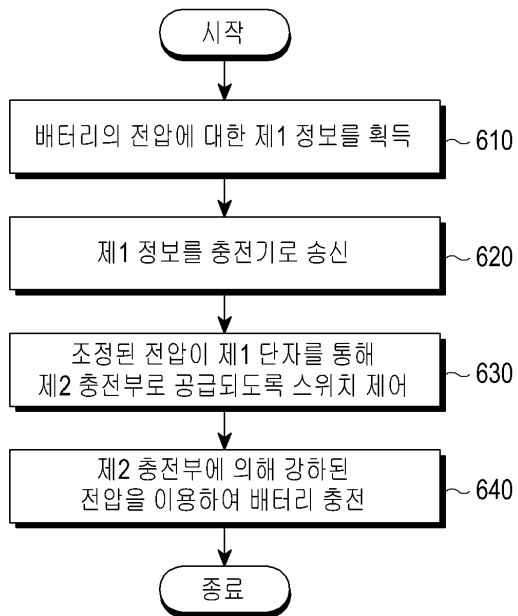 시작
배터리의 전압에 대한 제1 정보를 획득
610
제1 정보를 충전기로 송신
620
조정된 전압이 제1 단자를 통해
제2 충전부로 공급되도록 스위치 제어
630
제2 충전부에 의해 강하된
전압을 이용하여 배터리 충전
640
종료